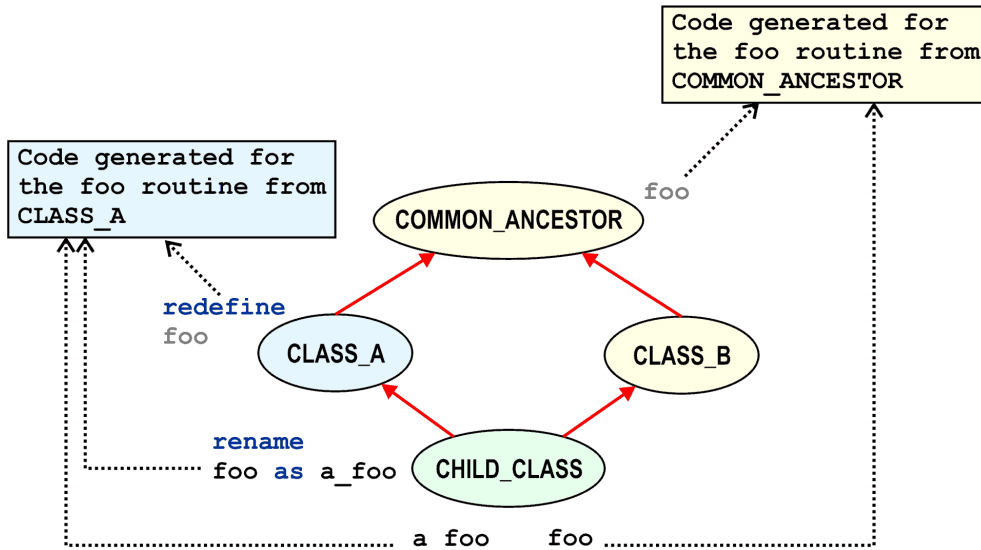 Code generated for
the foo routine from
COMMON_ANCESTOR
Code generated for
the foo routine from
CLASS_A
foo
COMMON_ANCESTOR
redefine
foo
CLASS_A
CLASS_B
rename
foo as a_foo
CHILD_CLASS
a foo
foo